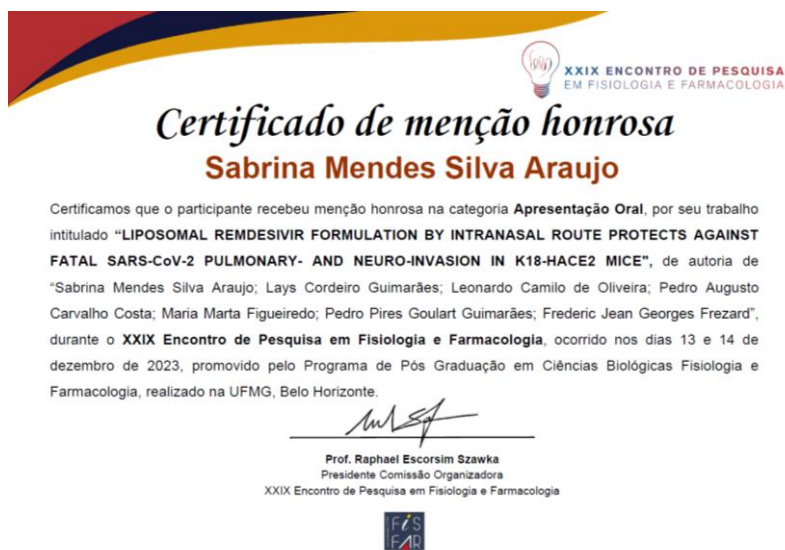 XXIX ENCONTRO DE PESQUISA
EM FISIOLOGIA E FARMACOLOGIA
Certificado de menção honrosa
Sabrina Mendes Silva Araujo
Certificamos que o participante recebeu menção honrosa na categoria Apresentação Oral, por seu trabalho
intitulado “LIPOSOMAL REMDESIVIR FORMULATION BY INTRANASAL ROUTE PROTECTS AGAINST
FATAL SARS-CoV-2 PULMONARY- AND NEURO-INVASION IN K18-HACE2 MICE", de autoria de
“Sabrina Mendes Silva Araujo; Lays Cordeiro Guimarães; Leonardo Camilo de Oliveira; Pedro Augusto
Carvalho Costa; Maria Marta Figueiredo; Pedro Pires Goulart Guimarães; Frederic Jean Georges Frezard”,
durante o XXIX Encontro de Pesquisa em Fisiologia e Farmacologia, ocorrido nos dias 13 e 14 de
dezembro de 2023, promovido pelo Programa de Pós Graduação em Ciências Biológicas Fisiologia e
Farmacologia, realizado na UFMG, Belo Horizonte.
Prof. Raphael Escorsim Szawka
Presidente Comissão Organizadora
XXIX Encontro de Pesquisa em Fisiologia e Farmacologia
FiS
FAR